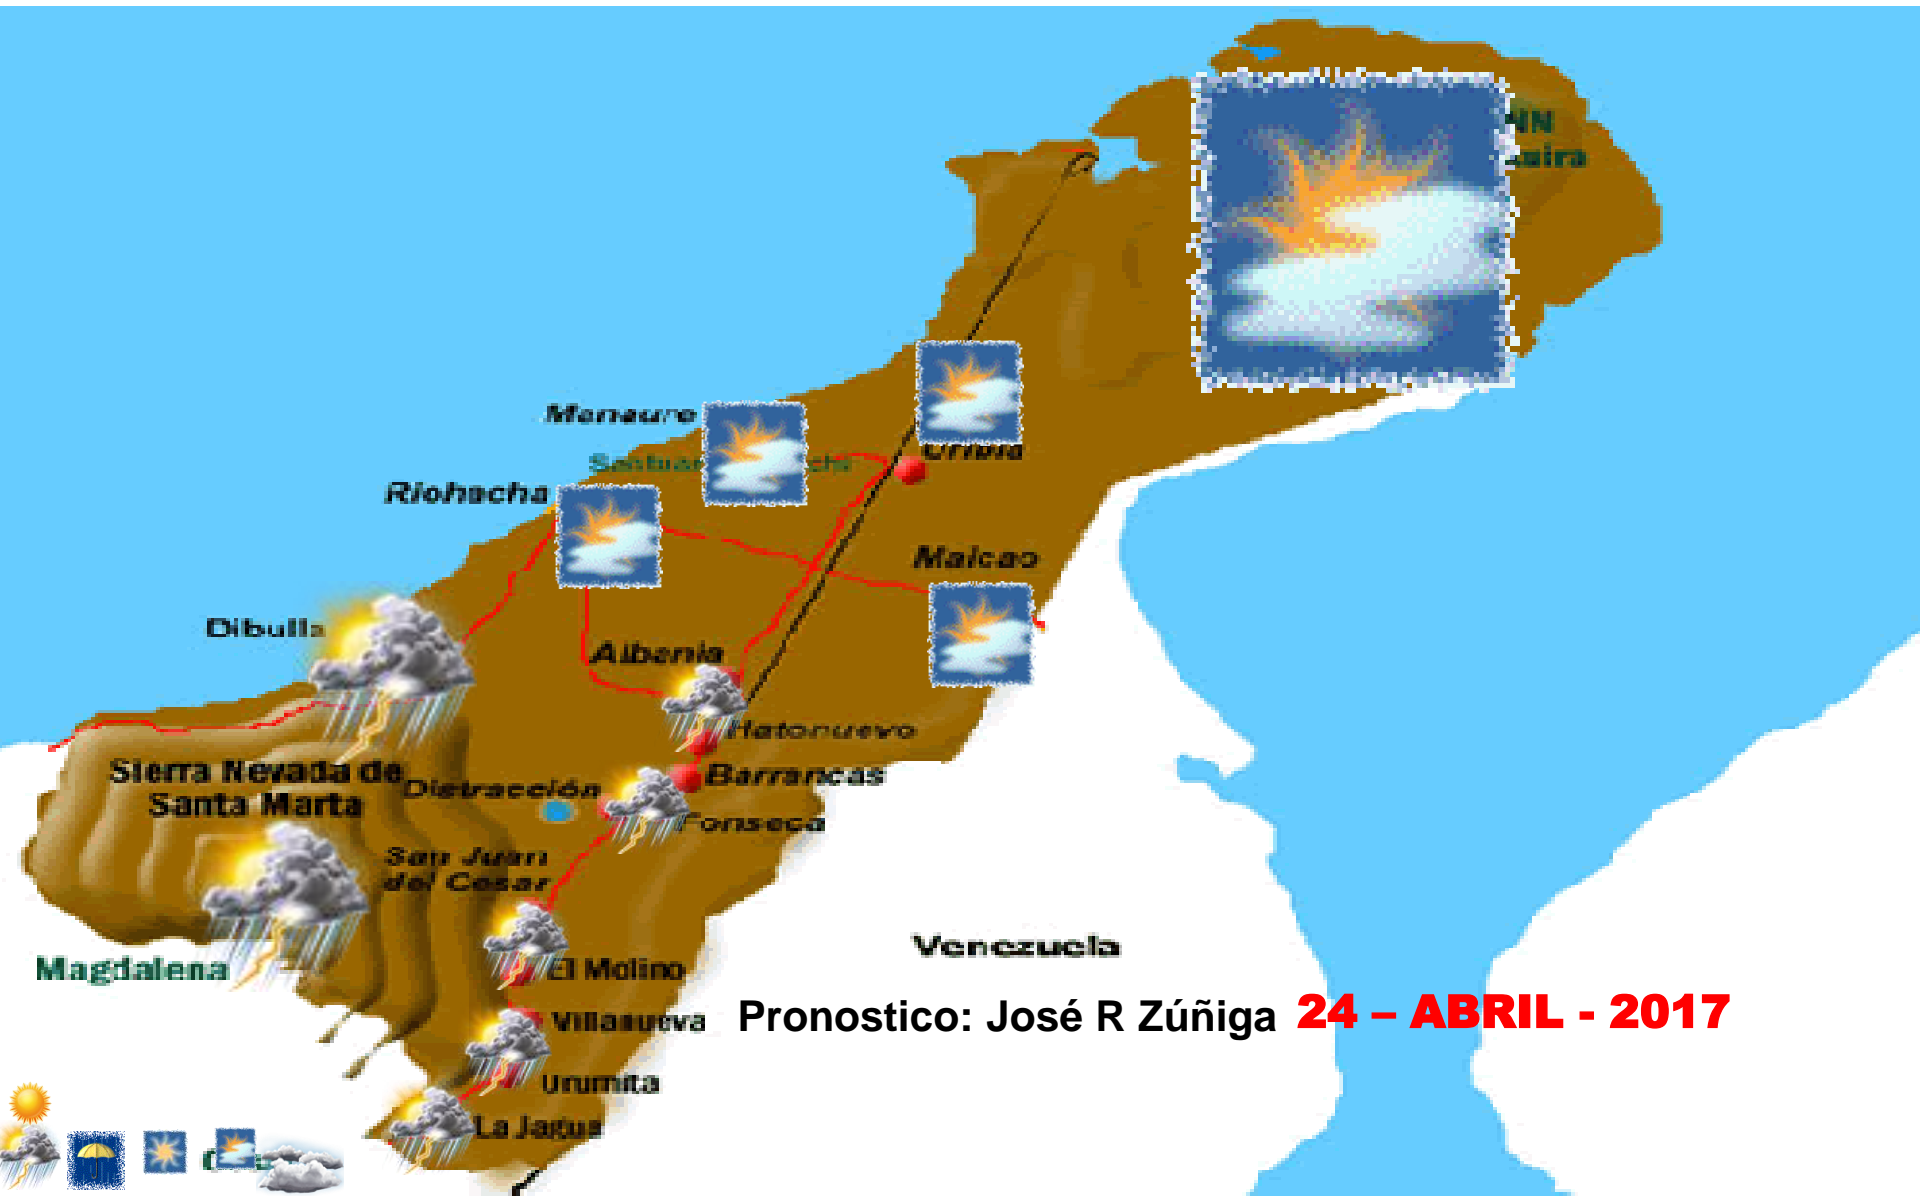 NN
Manaure
Uribia
Riohacha
Maicao
Dibulla
Albania
Hatonuevo
Sierra Nevada de
Santa Marta
Distracción
Barrancas
Fonseca
San Juan
del Cesar
Venezuela
Magdalena
El Molino
Pronostico: José R Zúñiga 24 – ABRIL - 2017
Villanueva
Urumita
La Jagua